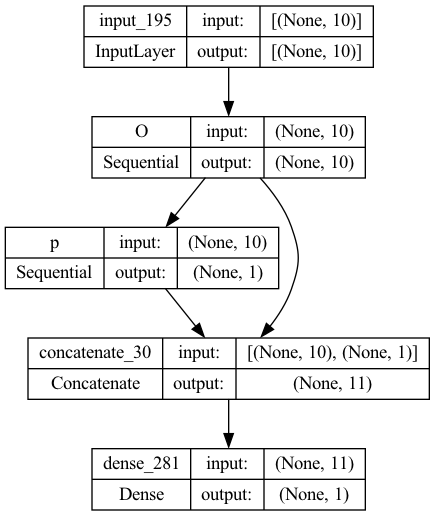 input_195 input: [(None, 10)]
InputLayer output: [(None, 10)]
O input: (None, 10)
Sequential output: (None, 10)
p input: (None, 10)
Sequential output: (None, 1)
concatenate_30 input: [(None, 10), (None, 1)]
Concatenate output: (None, 11)
dense_281 input: (None, 11)
Dense output: (None, 1)